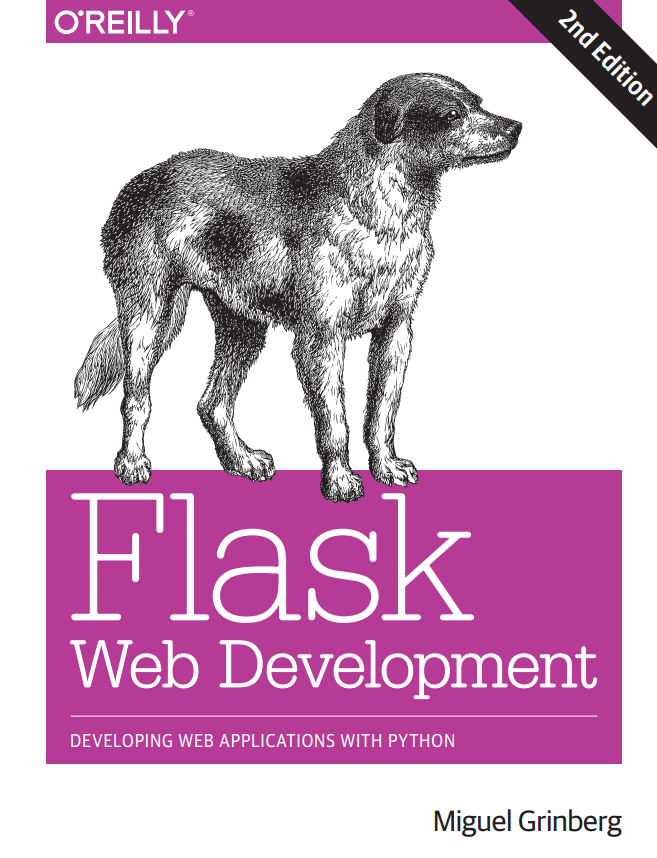 O'REILLY®
2nd Edition
Flask
Web Development
DEVELOPING WEB APPLICATIONS WITH PYTHON
Miguel Grinberg